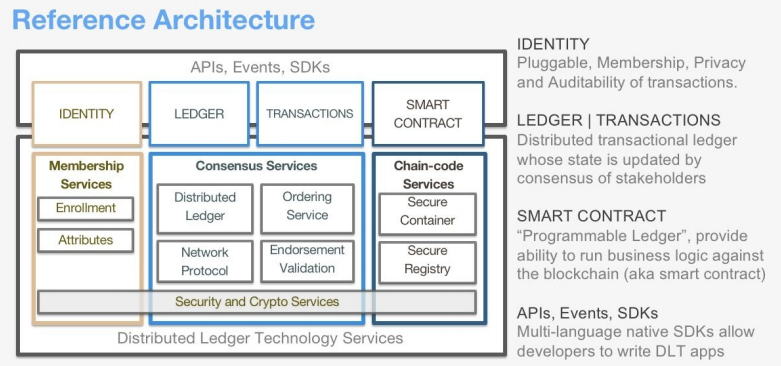 Reference Architecture
APIs, Events, SDKs
IDENTITY
LEDGER
TRANSACTIONS
SMART
CONTRACT
Membership
Services
Enrollment
Attributes
Consensus Services
Distributed
Ledger
Ordering
Service
Network
Protocol
Endorsement
Validation
Chain-code
Services
Secure
Container
Secure
Registry
Security and Crypto Services
Distributed Ledger Technology Services
IDENTITY
Pluggable, Membership, Privacy
and Auditability of transactions.
LEDGER | TRANSACTIONS
Distributed transactional ledger
whose state is updated by
consensus of stakeholders
SMART CONTRACT
“Programmable Ledger”, provide
ability to run business logic against
the blockchain (aka smart contract)
APIs, Events, SDKs
Multi-language native SDKs allow
developers to write DLT apps